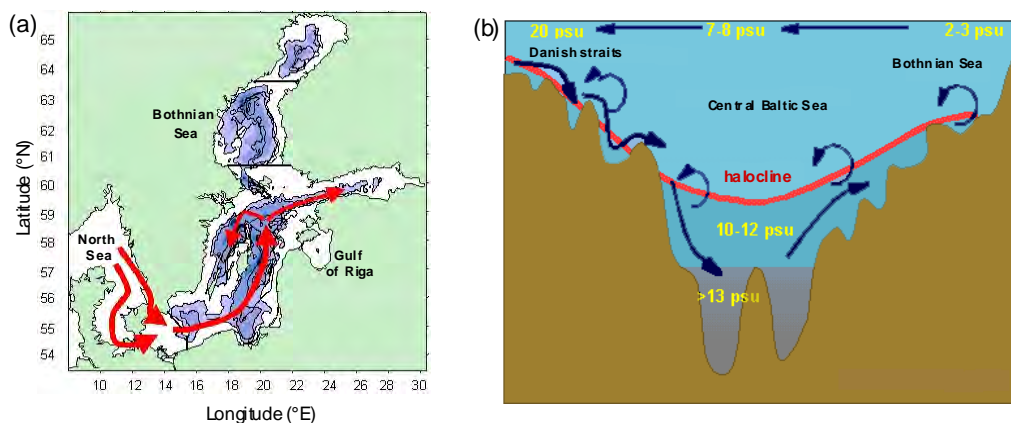 (a)
65
64
63
62
61
60
59
58
57
56
55
54
Latitude (°N)
Bothnian
Sea
North
Sea
Gulf
of Riga
10 12 14 16 18 20 22 24 26 28 30
Longitude (°E)
(b)
20 psu 7-8 psu 2-3 psu
Danish straits
Bothnian Sea
Central Baltic Sea
halocline
10-12 psu
>13 psu